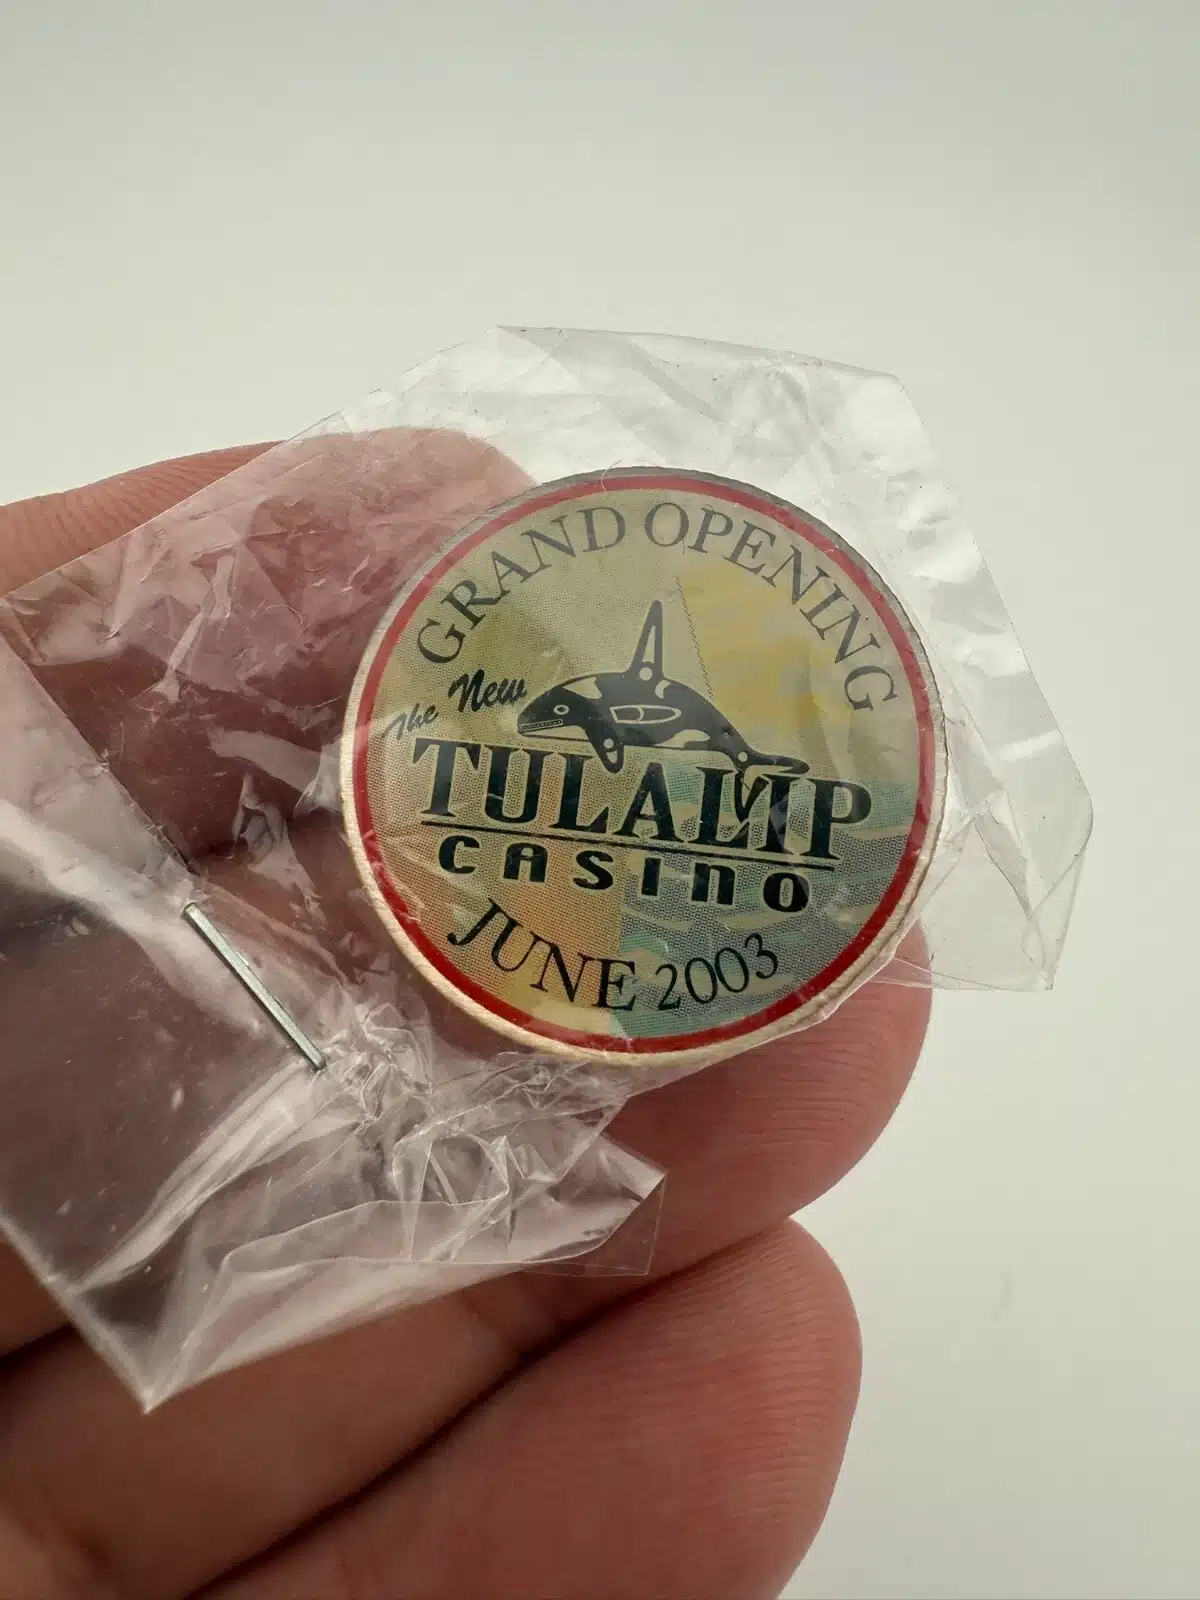 GRAND OPENING
The New
TULALIP
CASINO
JUNE 2003